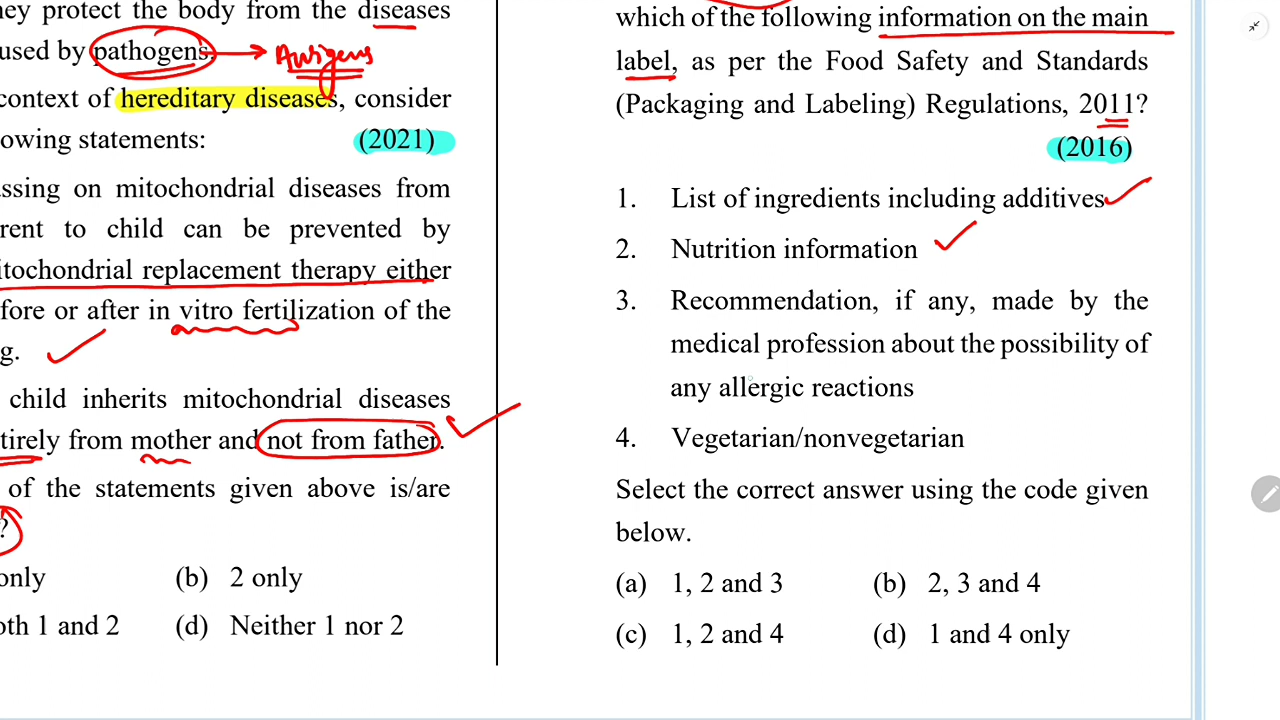 ney protect the body from the diseases
used by pathogens, Antigens
context of hereditary diseases, consider
owing statements: (2021)
assing on mitochondrial diseases from
rent to child can be prevented by
itochondrial replacement therapy either
fore or after in vitro fertilization of the
g.
child inherits mitochondrial diseases
tirely from mother and not from father.
of the statements given above is/are
?
only (b) 2 only
oth 1 and 2 (d) Neither 1 nor 2
which of the following information on the main
label, as per the Food Safety and Standards
(Packaging and Labeling) Regulations, 2011?
(2016)
1. List of ingredients including additives
2. Nutrition information
3. Recommendation, if any, made by the
medical profession about the possibility of
any allergic reactions
4. Vegetarian/nonvegetarian
Select the correct answer using the code given
below.
(a) 1, 2 and 3 (b) 2, 3 and 4
(c) 1, 2 and 4 (d) 1 and 4 only